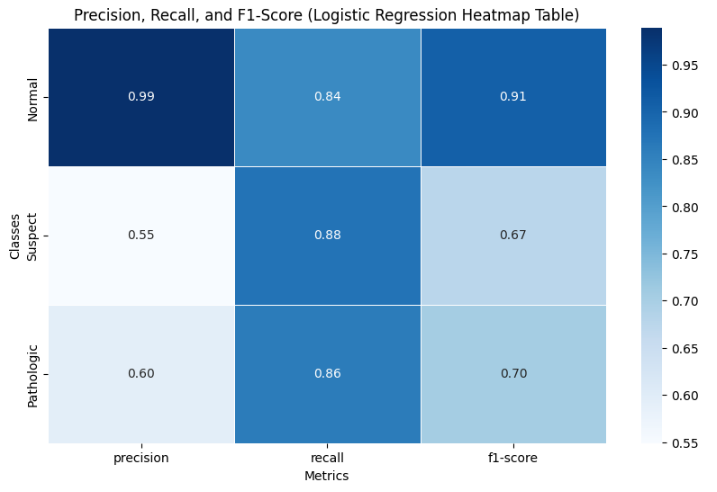 Precision, Recall, and F1-Score (Logistic Regression Heatmap Table)
Classes
Normal
0.99 0.84 0.91
Suspect
0.55 0.88 0.67
Pathologic
0.60 0.86 0.70
precision recall f1-score
Metrics
0.95
0.90
0.85
0.80
0.75
0.70
0.65
0.60
0.55